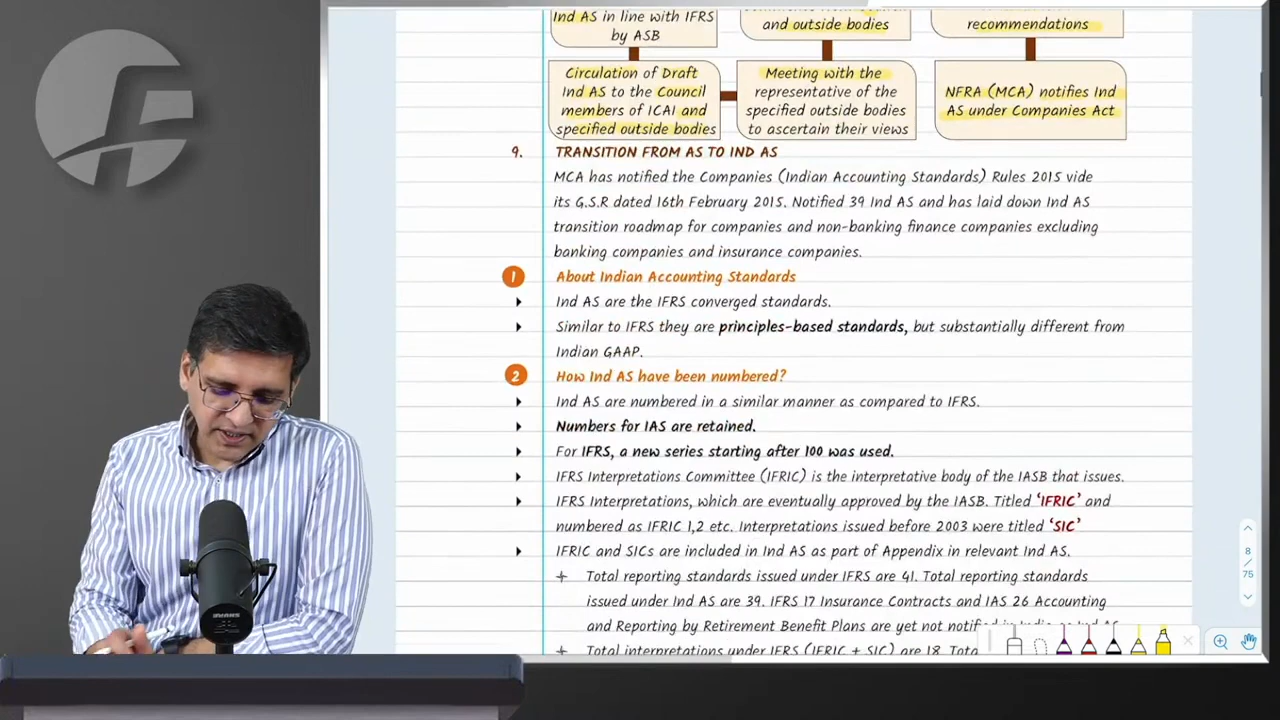 Ind AS in line with IFRS
by ASB
and outside bodies
recommendations
Circulation of Draft
Ind AS to the Council
members of ICAI and
specified outside bodies
Meeting with the
representative of the
specified outside bodies
to ascertain their views
NFRA (MCA) notifies Ind
AS under Companies Act
9. TRANSITION FROM AS TO IND AS
MCA has notified the Companies (Indian Accounting Standards) Rules 2015 vide
its G.S.R dated 16th February 2015. Notified 39 Ind AS and has laid down Ind AS
transition roadmap for companies and non-banking finance companies excluding
banking companies and insurance companies.
1 About Indian Accounting Standards
Ind AS are the IFRS converged standards.
Similar to IFRS they are principles-based standards, but substantially different from
Indian GAAP.
2 How Ind AS have been numbered?
Ind AS are numbered in a similar manner as compared to IFRS.
Numbers for IAS are retained.
For IFRS, a new series starting after 100 was used.
IFRS Interpretations Committee (IFRIC) is the interpretative body of the IASB that issues.
IFRS Interpretations, which are eventually approved by the IASB. Titled 'IFRIC' and
numbered as IFRIC 1,2 etc. Interpretations issued before 2003 were titled 'SIC'
IFRIC and SICs are included in Ind AS as part of Appendix in relevant Ind AS.
Total reporting standards issued under IFRS are 41. Total reporting standards
issued under Ind AS are 39. IFRS 17 Insurance Contracts and IAS 26 Accounting
and Reporting by Retirement Benefit Plans are yet not notified
Total interpretations under IFRS (IFRIC + SIC) are 18.
8
/
75